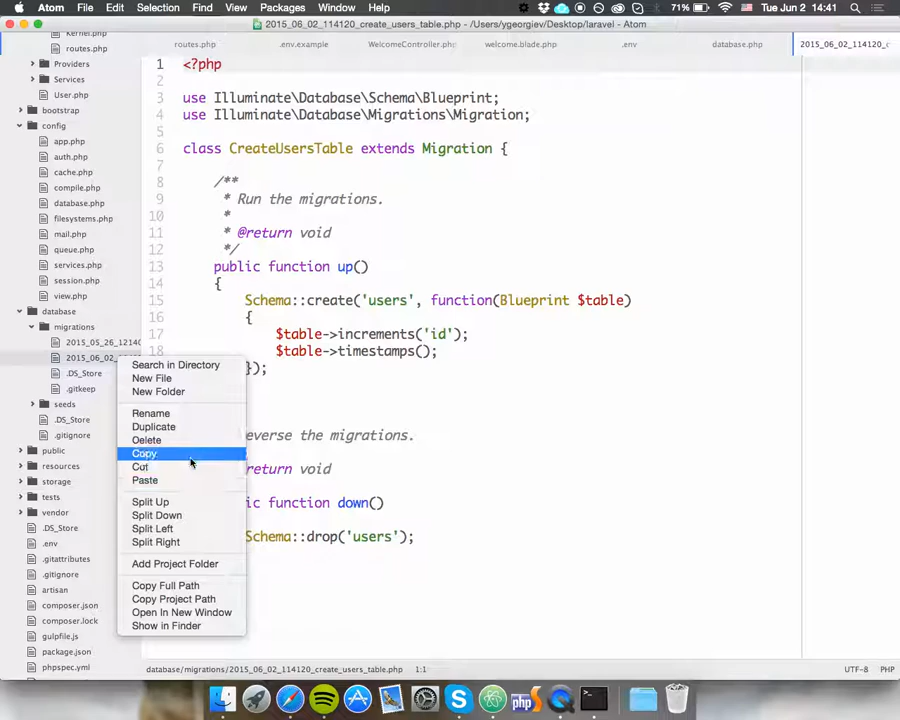 Atom File Edit View Selection Find Packages Window Help 71% Tue Jun 2 14:41
2015_06_02_114120_create_users_table.php - /Users/ygeorgiev/Desktop/laravel - Atom
routes.php .env.example WelcomeController.php welcome.blade.php .env database.php 2015_06_02_114120_c
Kernel.php
routes.php
Providers
Services
User.php
bootstrap
config
app.php
auth.php
cache.php
compile.php
database.php
filesystems.php
mail.php
queue.php
services.php
session.php
view.php
database
migrations
2015_05_26_12140
2015_06_02_
.DS_Store
.gitkeep
seeds
.DS_Store
.gitignore
public
resources
storage
tests
vendor
.DS_Store
.env
.gitattributes
.gitignore
artisan
composer.json
composer.lock
gulpfile.js
package.json
phpspec.yml
1 <?php
2
3 use Illuminate\Database\Schema\Blueprint;
4 use Illuminate\Database\Migrations\Migration;
5
6 class CreateUsersTable extends Migration {
7
8 /**
9 * Run the migrations.
10 *
11 * @return void
12 */
13 public function up()
14 {
15 Schema::create('users', function(Blueprint $table)
16 {
17 $table->increments('id');
18 $table->timestamps();
});
everse the migrations.
return void
ic function down()
Schema::drop('users');
Search in Directory
New File
New Folder
Rename
Duplicate
Delete
Copy
Cut
Paste
Split Up
Split Down
Split Left
Split Right
Add Project Folder
Copy Full Path
Copy Project Path
Open In New Window
Show in Finder
database/migrations/2015_06_02_114120_create_users_table.php 1:1 UTF-8 PHP
php